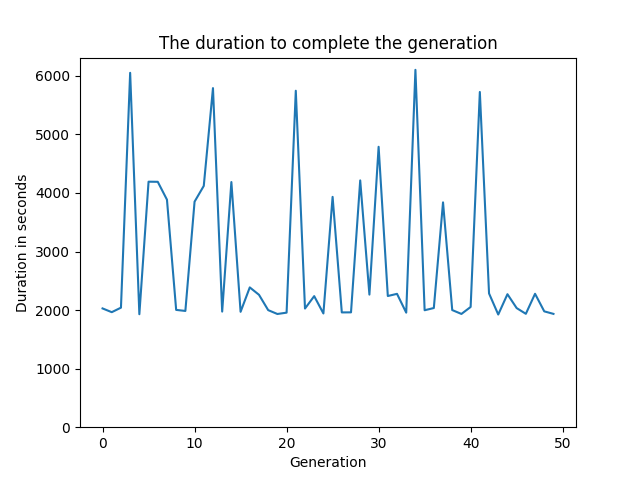 The duration to complete the generation
6000
5000
4000
3000
2000
1000
0
Duration in seconds
0 10 20 30 40 50
Generation